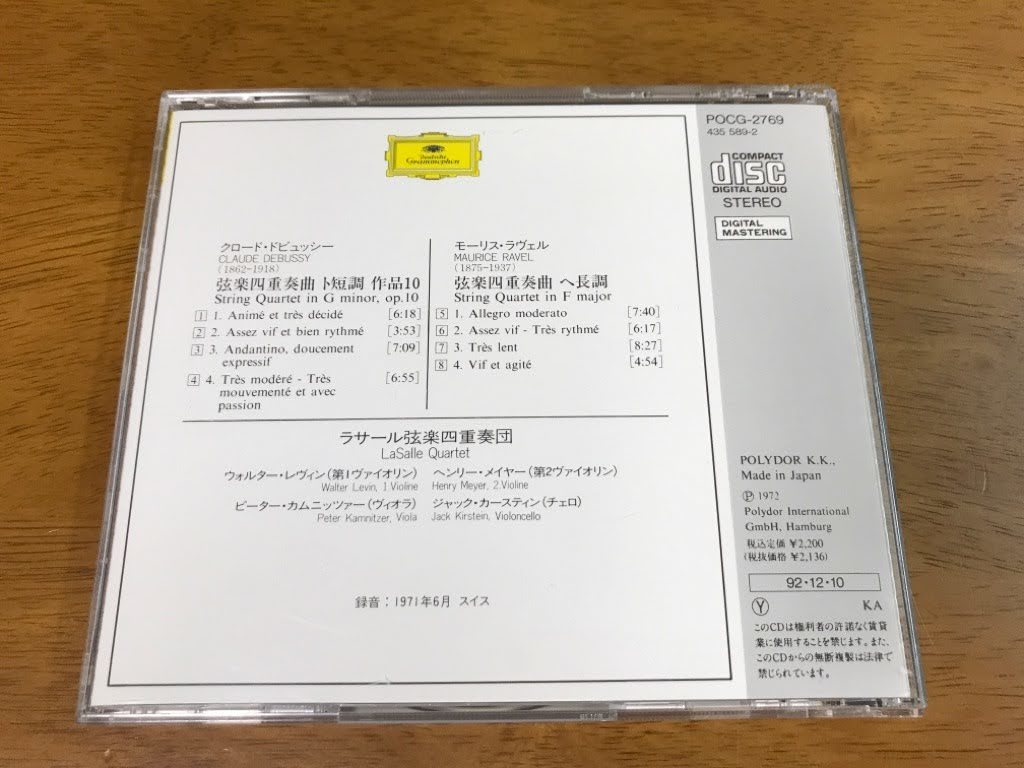 Deutsche
Grammophon
クロード・ドビュッシー
CLAUDE DEBUSSY
(1862-1918)
弦楽四重奏曲 ト短調 作品10
String Quartet in G minor, op.10
1 1. Animé et très décidé [6:18]
2 2. Assez vif et bien rythmé [3:53]
3 3. Andantino, doucement [7:09]
expressif
4 4. Très modéré - Très [6:55]
mouvementé et avec
passion
モーリス・ラヴェル
MAURICE RAVEL
(1875-1937)
弦楽四重奏曲 ヘ長調
String Quartet in F major
5 1. Allegro moderato [7:40]
6 2. Assez vif - Très rythmé [6:17]
7 3. Très lent [8:27]
8 4. Vif et agité [4:54]
ラサール弦楽四重奏団
LaSalle Quartet
ウォルター・レヴィン(第1ヴァイオリン) ヘンリー・メイヤー(第2ヴァイオリン)
Walter Levin, 1.Violine Henry Meyer, 2.Violine
ピーター・カムニッツァー(ヴィオラ) ジャック・カースティン(チェロ)
Peter Kamnitzer, Viola Jack Kirstein, Violoncello
録音:1971年6月 スイス
POCG-2769
435 589-2
COMPACT
disc
DIGITAL AUDIO
STEREO
DIGITAL
MASTERING
POLYDOR K.K.,
Made in Japan
Ⓟ 1972
Polydor International
GmbH, Hamburg
税込定価 ¥2,200
(税抜価格 ¥2,136)
92・12・10
Ⓨ KA
このCDは権利者の許諾なく賃貸
業に使用することを禁じます。また、
このCDからの無断複製は法律で
禁じられています。